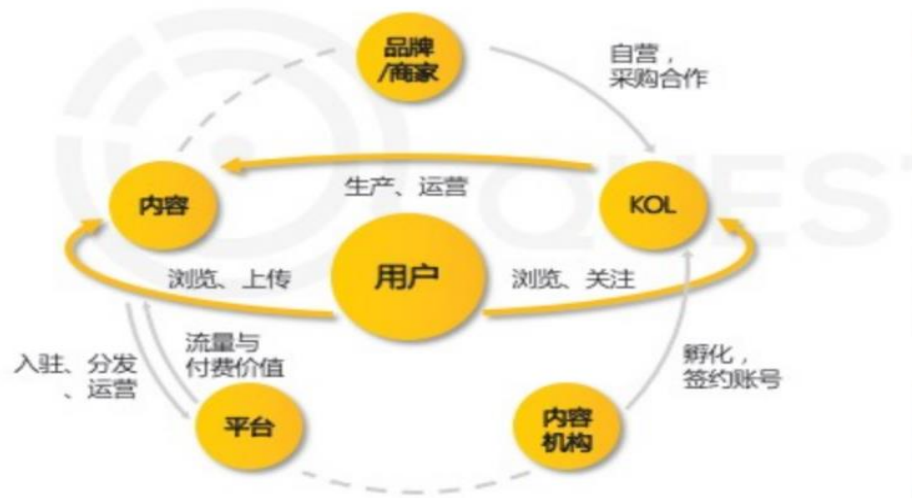 品牌
/商家
自营，
采购合作
生产、运营
内容
KOL
用户
浏览、上传
浏览、关注
流量与
付费价值
入驻、分发
、运营
孵化，
签约账号
平台
内容
机构
QUEST